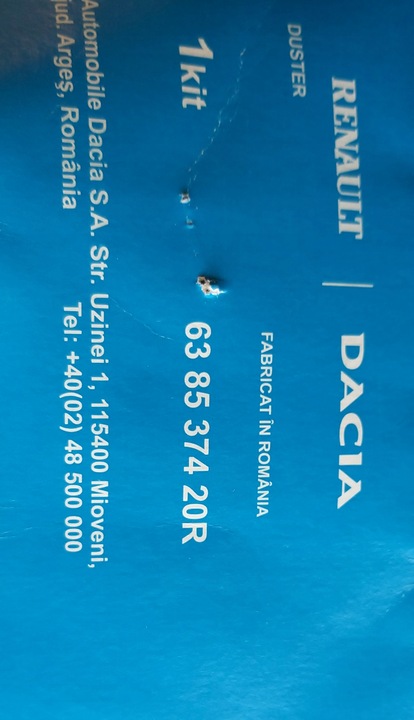 RENAULT | DACIA
DUSTER
FABRICAT ÎN ROMÂNIA
1 kit 63 85 374 20R
Automobile Dacia S.A. Str. Uzinei 1, 115400 Mioveni,
jud. Argeş, România Tel: +40(02) 48 500 000